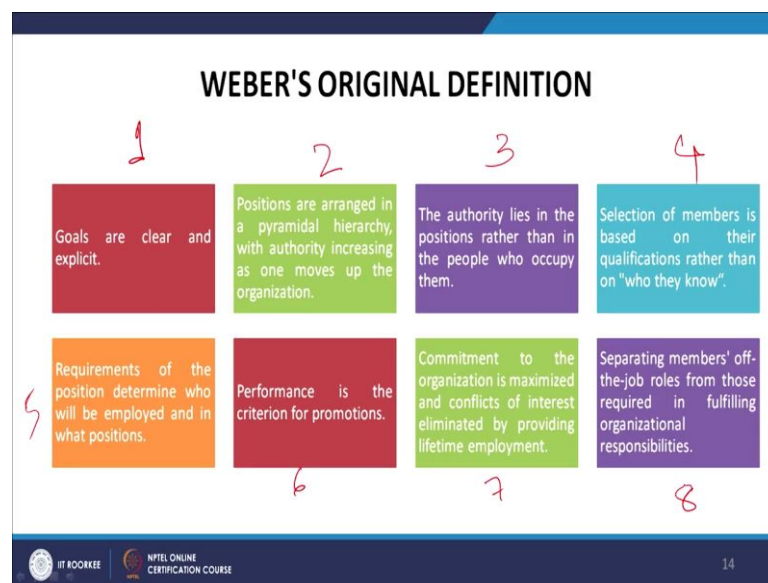 WEBER'S ORIGINAL DEFINITION
1
2
3
4
Goals are clear and
explicit.
Positions are arranged in
a pyramidal hierarchy,
with authority increasing
as one moves up the
organization.
The authority lies in the
positions rather than in
the people who occupy
them.
Selection of members is
based on their
qualifications rather than
on "who they know“.
5
Requirements of the
position determine who
will be employed and in
what positions.
Performance is the
criterion for promotions.
Commitment to the
organization is maximized
and conflicts of interest
eliminated by providing
lifetime employment.
Separating members' off-
the-job roles from those
required in fulfilling
organizational
responsibilities.
6
7
8
IIT ROORKEE
NPTEL ONLINE
CERTIFICATION COURSE
14